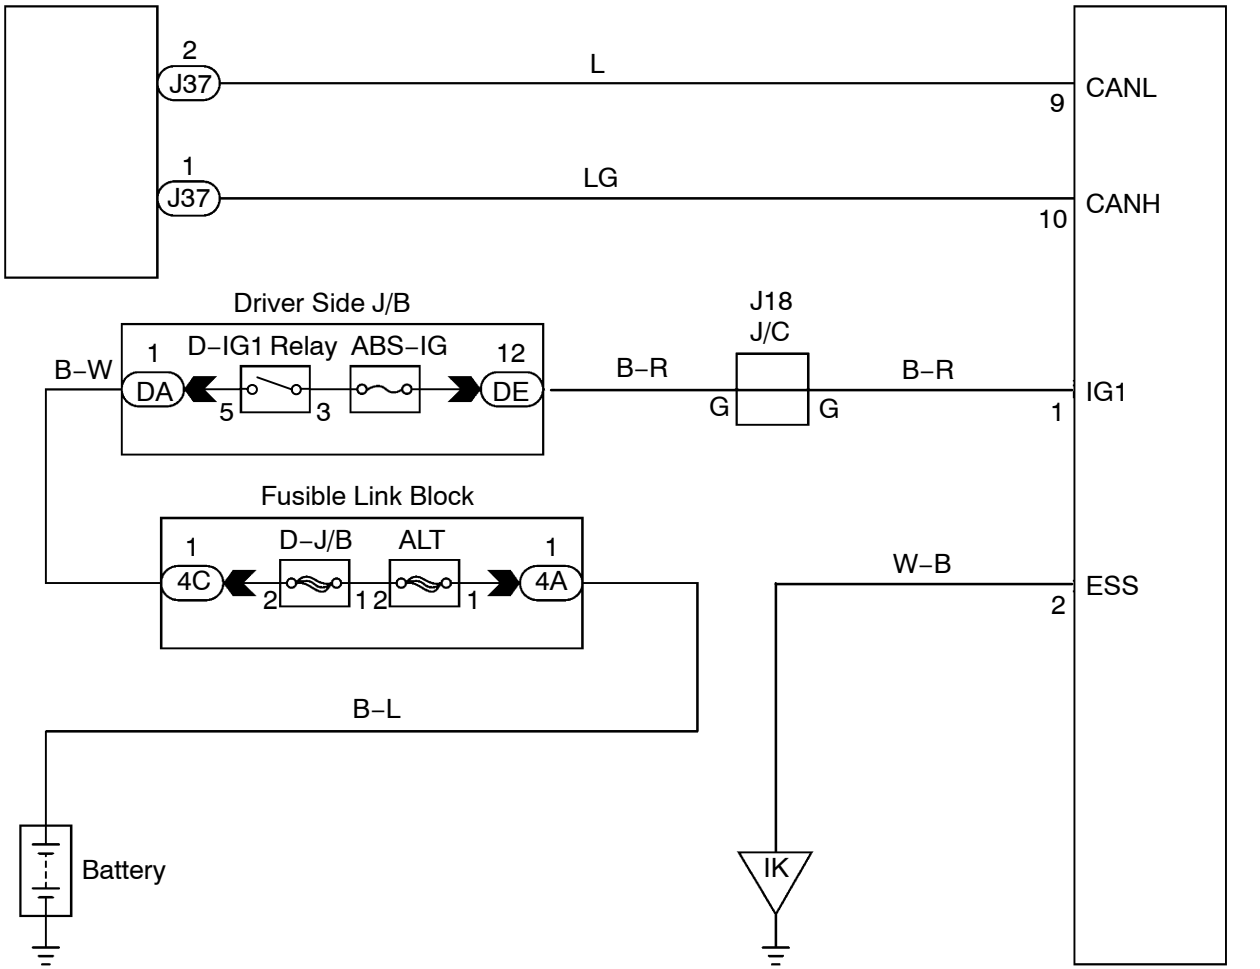 2
J37
L
9
CANL
1
J37
LG
10
CANH
Driver Side J/B
J18
J/C
B–W
1
D–IG1 Relay
ABS–IG
12
DA
5
3
DE
B–R
G
G
B–R
1
IG1
Fusible Link Block
1
D–J/B
ALT
1
4C
2
1
2
1
4A
W–B
2
ESS
B–L
Battery
IK